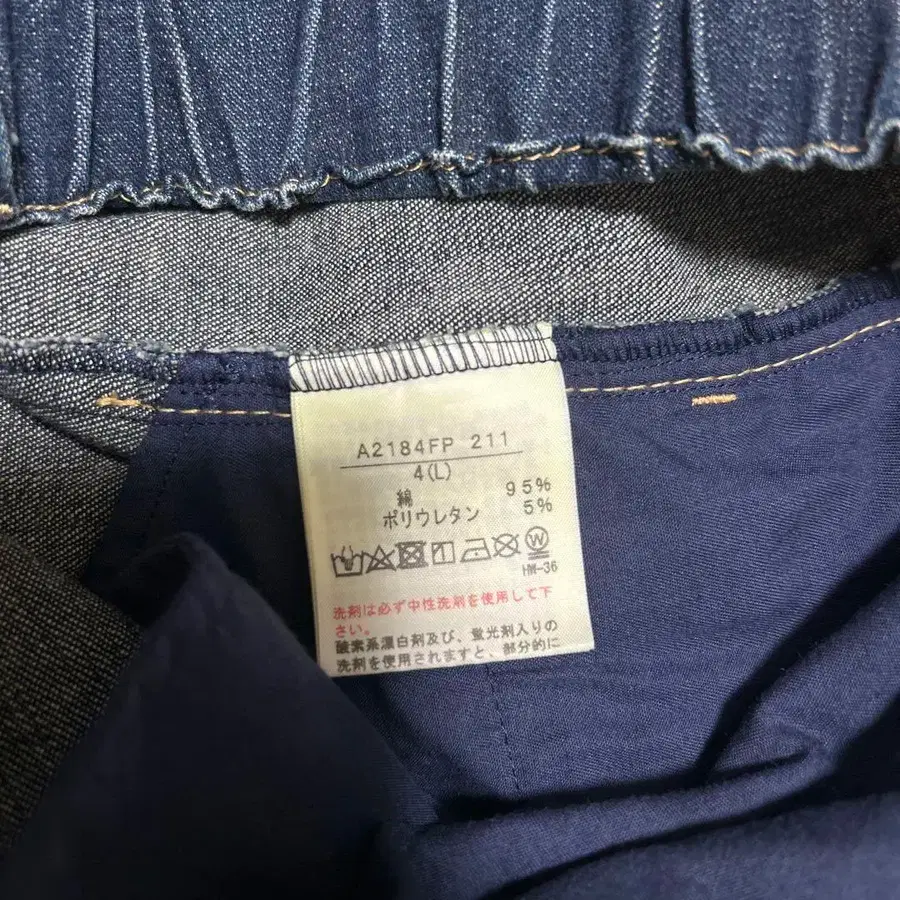 A2184FP 211
4(L)
綿 95%
ポリウレタン 5%
W
HM-36
洗剤は必ず中性洗剤を使用して下
さい。
酸素系漂白剤及び、蛍光剤入りの
洗剤を使用されますと、部分的に